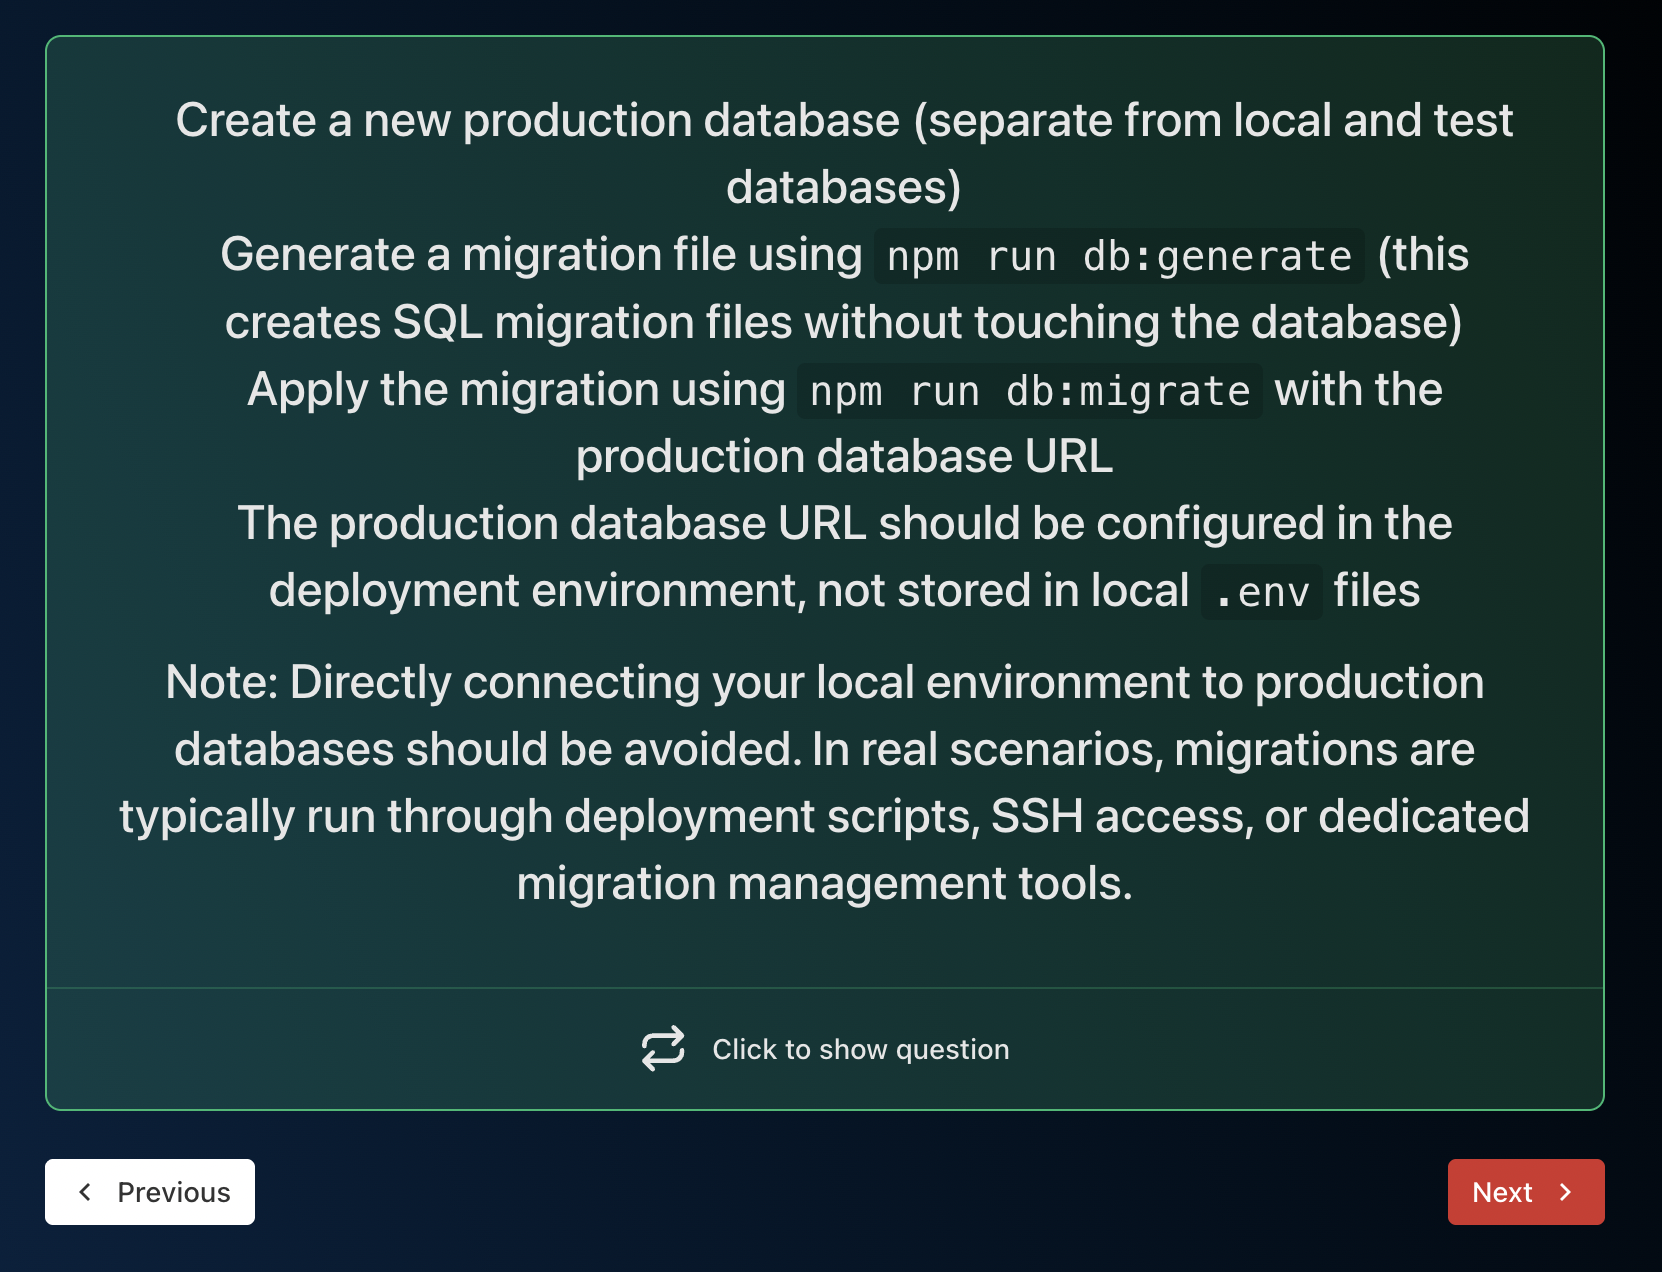 Create a new production database (separate from local and test
databases)
Generate a migration file using npm run db:generate (this
creates SQL migration files without touching the database)
Apply the migration using npm run db:migrate with the
production database URL
The production database URL should be configured in the
deployment environment, not stored in local .env files
Note: Directly connecting your local environment to production
databases should be avoided. In real scenarios, migrations are
typically run through deployment scripts, SSH access, or dedicated
migration management tools.
Click to show question
Previous
Next